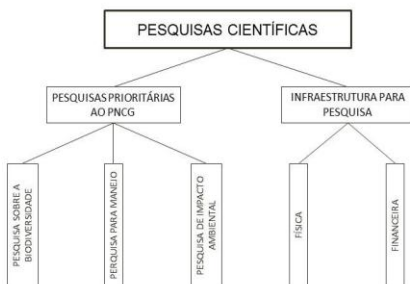 PESQUISAS CIENTÍFICAS
PESQUISAS PRIORITÁRIAS
AO PNCG
INFRAESTRUTURA PARA
PESQUISA
PESQUISA SOBRE A
BIODIVERSIDADE
PERQUISA PARA MANEJO
PESQUISA DE IMPACTO
AMBIENTAL
FÍSICA
FINANCEIRA